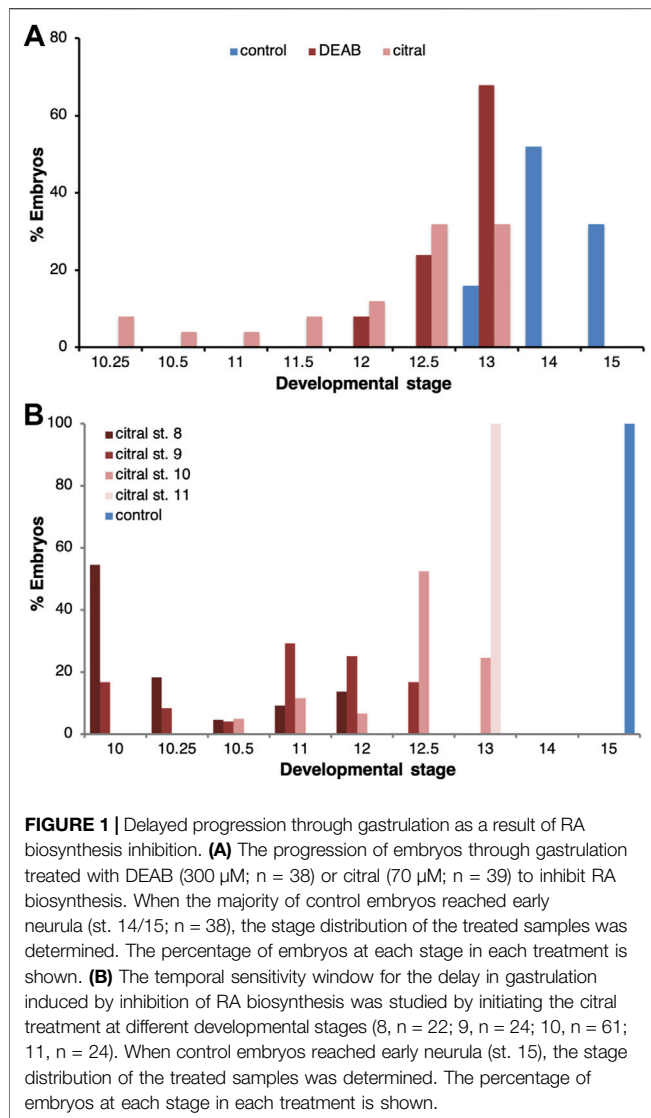 A
80
60
40
20
0
% Embryos
control DEAB citral
10.25 10.5 11 11.5 12 12.5 13 14 15
Developmental stage
B
100
80
60
40
20
0
% Embryos
citral st. 8
citral st. 9
citral st. 10
citral st. 11
control
10 10.25 10.5 11 12 12.5 13 14 15
Developmental stage
FIGURE 1 | Delayed progression through gastrulation as a result of RA
biosynthesis inhibition. (A) The progression of embryos through gastrulation
treated with DEAB (300 µM; n = 38) or citral (70 µM; n = 39) to inhibit RA
biosynthesis. When the majority of control embryos reached early
neurula (st. 14/15; n = 38), the stage distribution of the treated samples was
determined. The percentage of embryos at each stage in each treatment is
shown. (B) The temporal sensitivity window for the delay in gastrulation
induced by inhibition of RA biosynthesis was studied by initiating the citral
treatment at different developmental stages (8, n = 22; 9, n = 24; 10, n = 61;
11, n = 24). When control embryos reached early neurula (st. 15), the stage
distribution of the treated samples was determined. The percentage of
embryos at each stage in each treatment is shown.